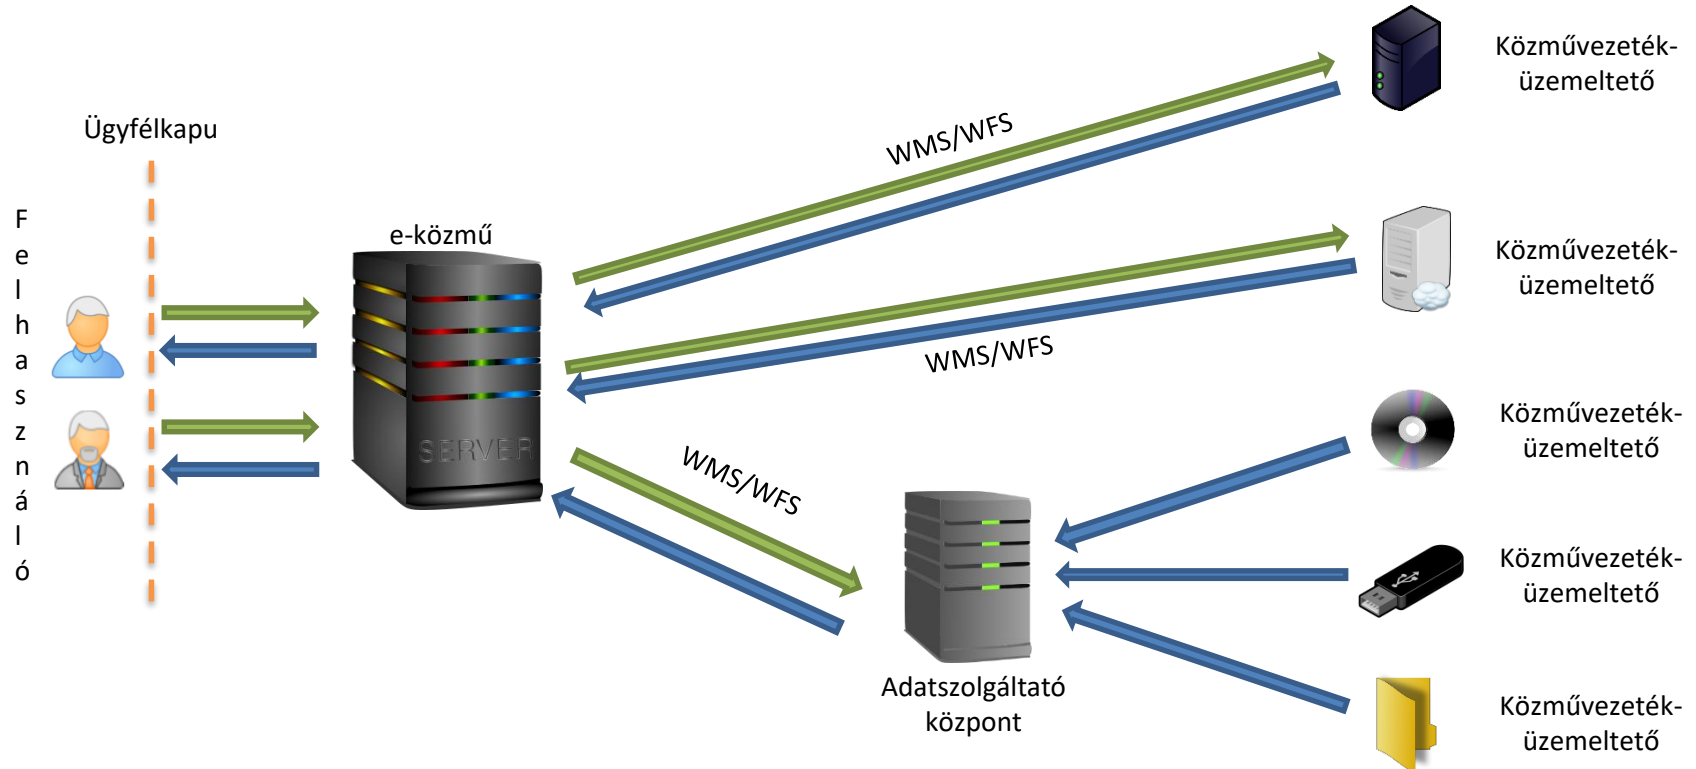 Ügyfélkapu
Felhasználó
e-közmű
SERVER
WMS/WFS
WMS/WFS
WMS/WFS
Adatszolgáltató
központ
Közművezeték-
üzemeltető
Közművezeték-
üzemeltető
Közművezeték-
üzemeltető
Közművezeték-
üzemeltető
Közművezeték-
üzemeltető